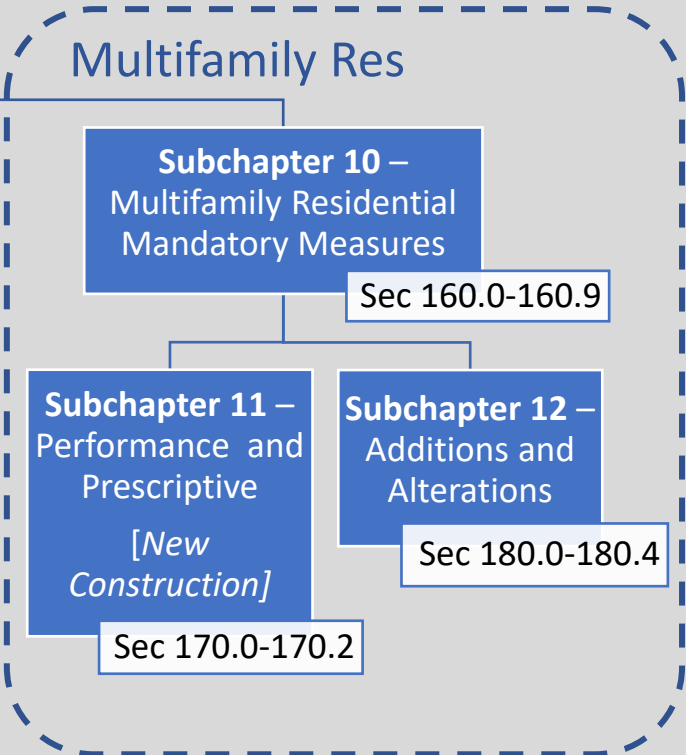 Multifamily Res
Subchapter 10 –
Multifamily Residential
Mandatory Measures
Sec 160.0-160.9
Subchapter 11 –
Performance and
Prescriptive
[New
Construction]
Sec 170.0-170.2
Subchapter 12 –
Additions and
Alterations
Sec 180.0-180.4